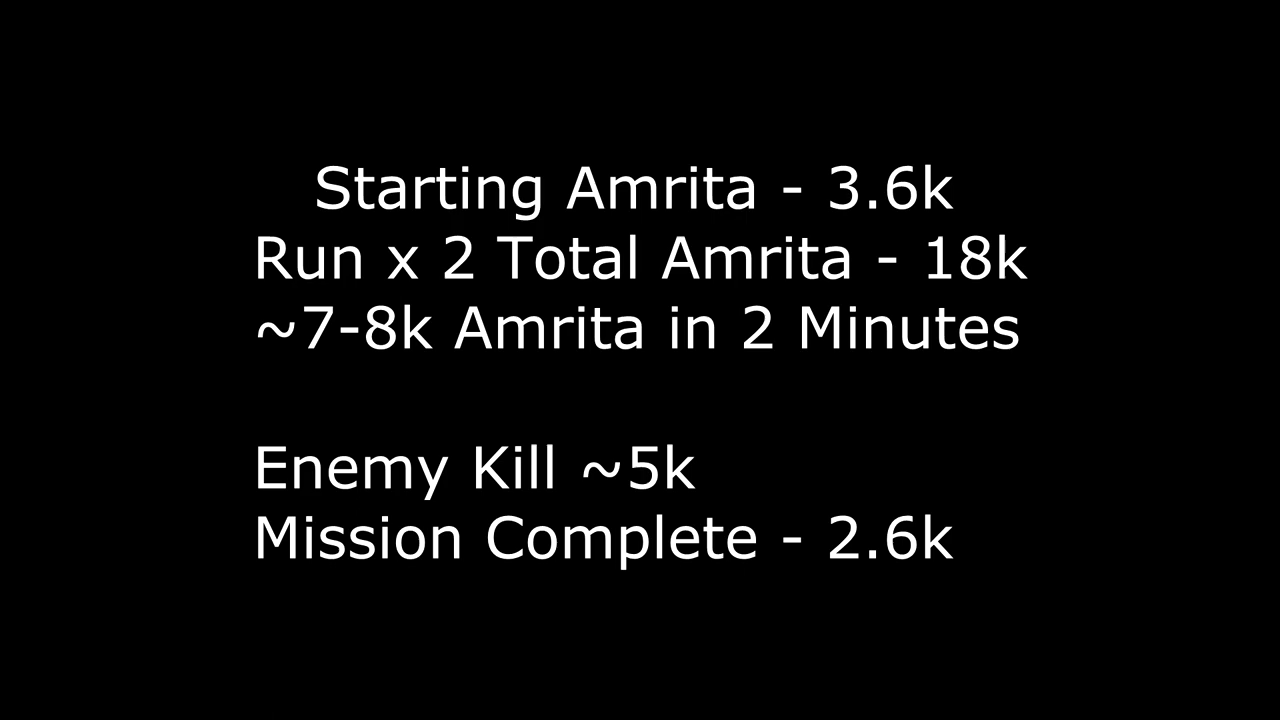 Starting Amrita - 3.6k
Run x 2 Total Amrita - 18k
~7-8k Amrita in 2 Minutes
Enemy Kill ~5k
Mission Complete - 2.6k